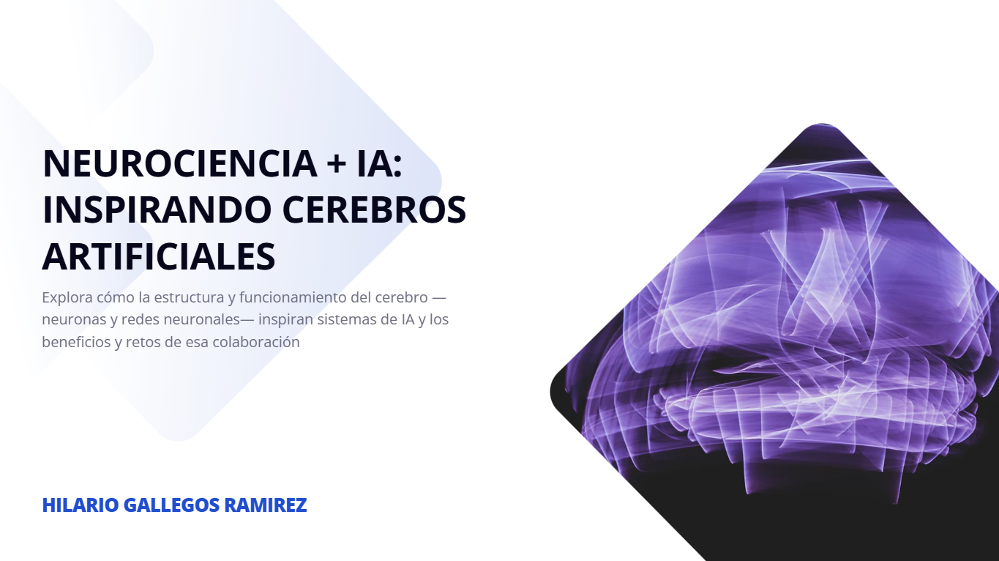 NEUROCIENCIA + IA:
INSPIRANDO CEREBROS
ARTIFICIALES
Explora cómo la estructura y funcionamiento del cerebro —
neuronas y redes neuronales— inspiran sistemas de IA y los
beneficios y retos de esa colaboración
HILARIO GALLEGOS RAMIREZ